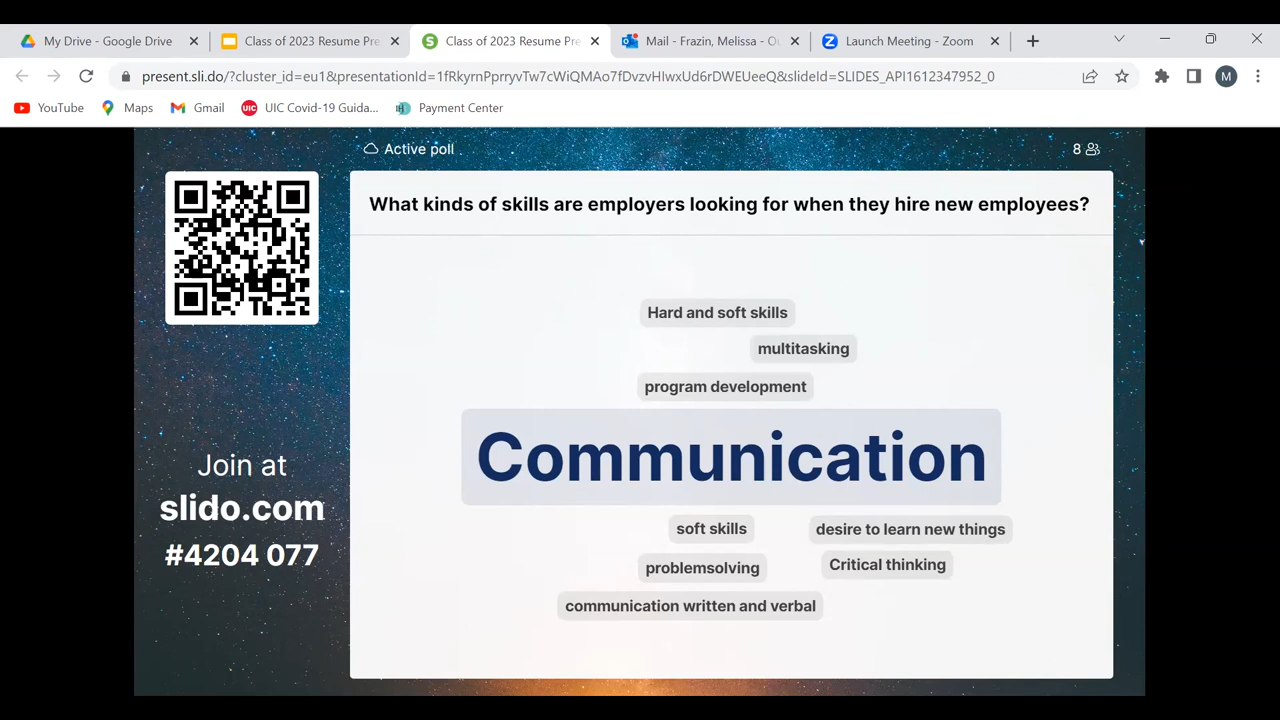 My Drive - Google Drive
Class of 2023 Resume Pre
Class of 2023 Resume Pre
Mail - Frazin, Melissa - Ou
Launch Meeting - Zoom
present.sli.do/?cluster_id=eu1&presentationId=1fRkyrnPprryvTw7cWiQMAo7fDvzvHIwxUd6rDWEUeeQ&slideId=SLIDES_API1612347952_0
M
YouTube
Maps
Gmail
UIC Covid-19 Guida...
Payment Center
Active poll
8
What kinds of skills are employers looking for when they hire new employees?
Hard and soft skills
multitasking
program development
Communication
soft skills
desire to learn new things
problemsolving
Critical thinking
communication written and verbal
Join at
slido.com
#4204 077